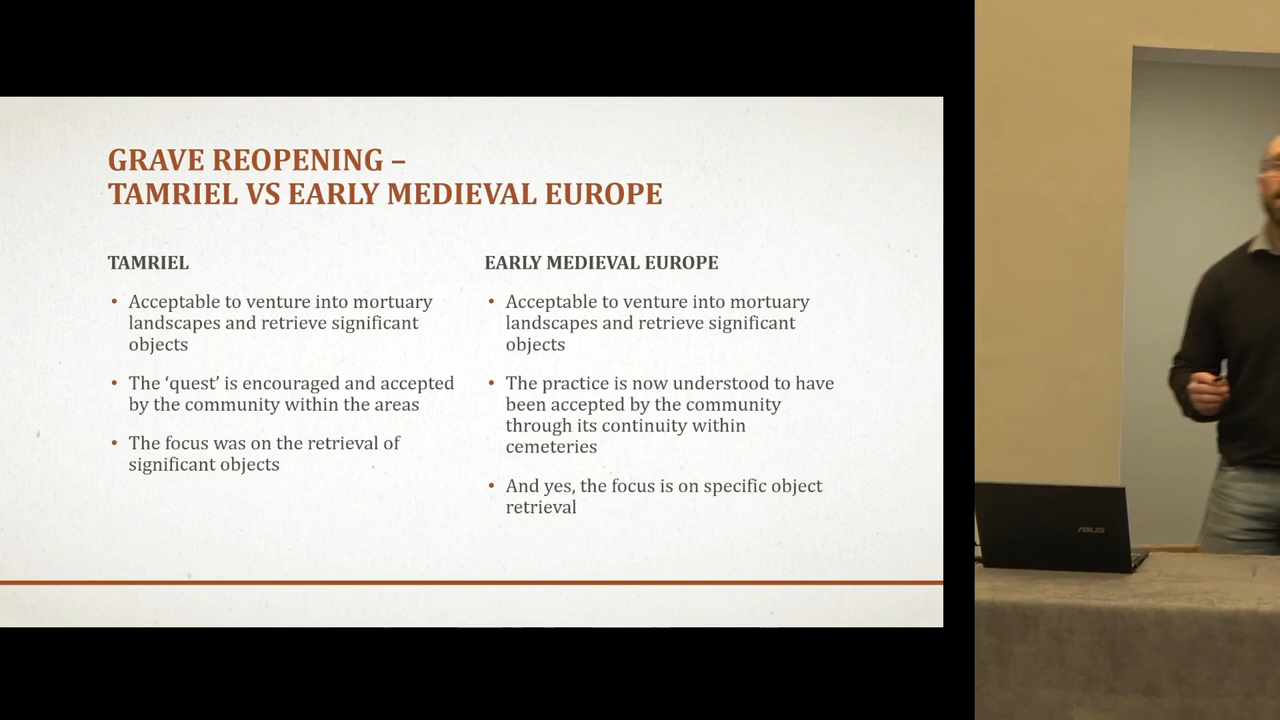 GRAVE REOPENING –
TAMRIEL VS EARLY MEDIEVAL EUROPE
TAMRIEL
• Acceptable to venture into mortuary
landscapes and retrieve significant
objects
• The ‘quest’ is encouraged and accepted
by the community within the areas
• The focus was on the retrieval of
significant objects
EARLY MEDIEVAL EUROPE
• Acceptable to venture into mortuary
landscapes and retrieve significant
objects
• The practice is now understood to have
been accepted by the community
through its continuity within
cemeteries
• And yes, the focus is on specific object
retrieval
ASUS